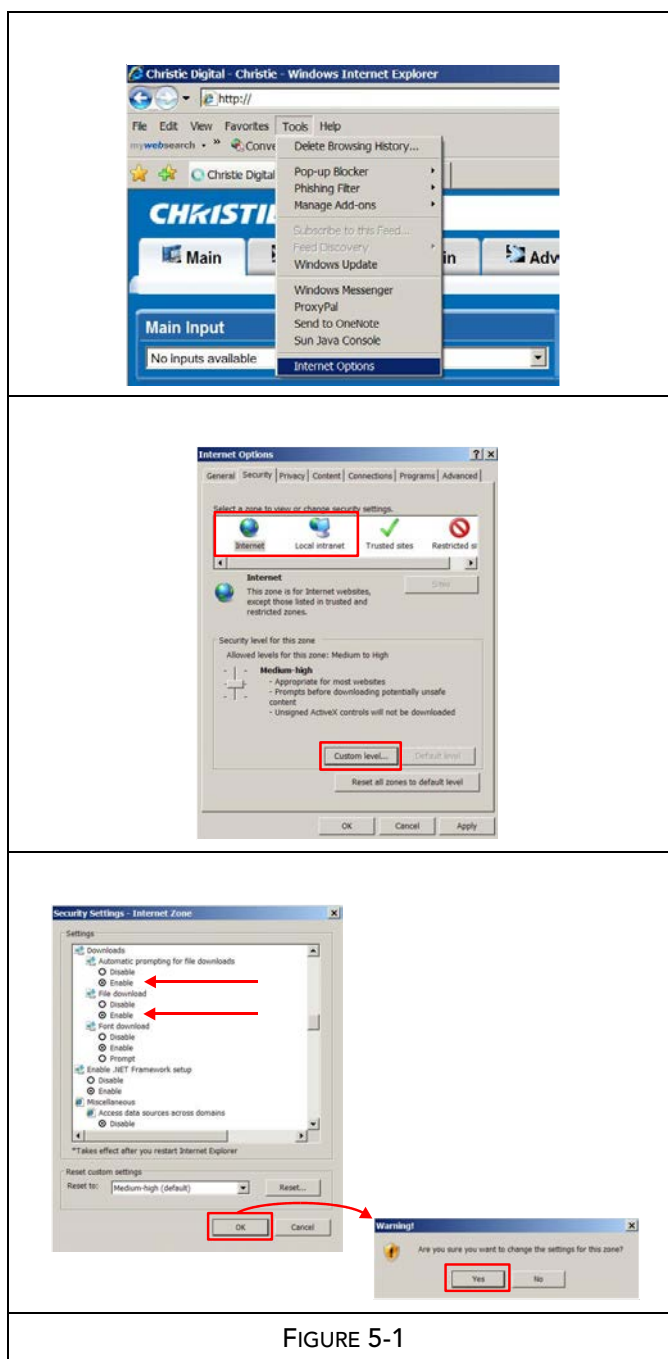 Christie Digital - Christie - Windows Internet Explorer
http://
File Edit View Favorites Tools Help
mywebsearch Conve
Christie Digital
Delete Browsing History...
Pop-up Blocker
Phishing Filter
Manage Add-ons
Subscribe to this Feed...
Feed Discovery
Windows Update
Windows Messenger
ProxyPal
Send to OneNote
Sun Java Console
Internet Options
CHRISTIE
Main
in
Adv
Main Input
No inputs available
Internet Options
General Security Privacy Content Connections Programs Advanced
Select a zone to view or change security settings.
Internet Local intranet Trusted sites Restricted si
Internet
This zone is for Internet websites,
except those listed in trusted and
restricted zones.
Sites
Security level for this zone
Allowed levels for this zone: Medium to High
Medium-high
- Appropriate for most websites
- Prompts before downloading potentially unsafe
content
- Unsigned ActiveX controls will not be downloaded
Custom level... Default level
Reset all zones to default level
OK Cancel Apply
Security Settings - Internet Zone
Settings
Downloads
Automatic prompting for file downloads
Disable
Enable
File download
Disable
Enable
Font download
Disable
Enable
Prompt
Enable .NET Framework setup
Disable
Enable
Miscellaneous
Access data sources across domains
Disable
*Takes effect after you restart Internet Explorer
Reset custom settings
Reset to: Medium-high (default) Reset...
OK Cancel
Warning!
Are you sure you want to change the settings for this zone?
Yes No
FIGURE 5-1